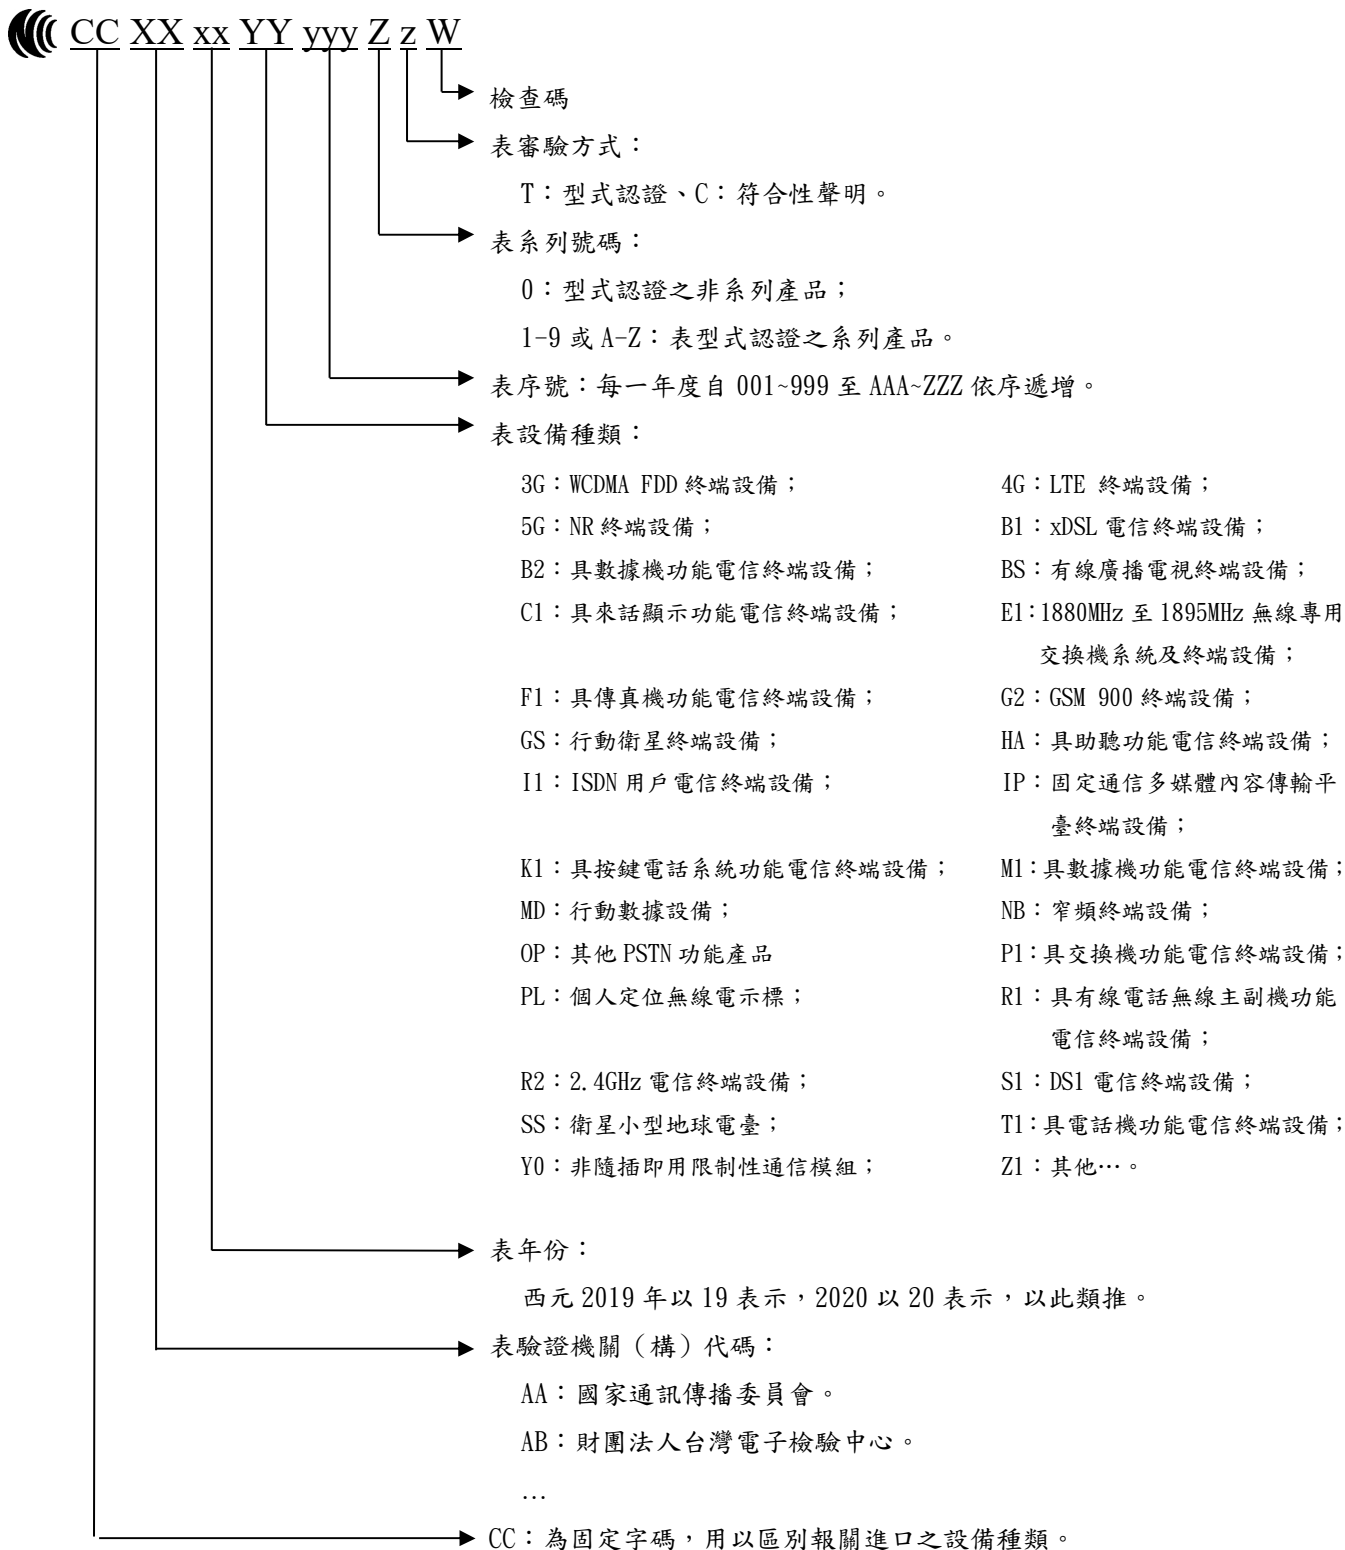 CC XX xx YY yyy Z z W
檢查碼
表審驗方式：
T：型式認證、C：符合性聲明。
表系列號碼：
0：型式認證之非系列產品；
1-9 或 A-Z：表型式認證之系列產品。
表序號：每一年度自 001~999 至 AAA~ZZZ 依序遞增。
表設備種類：
3G：WCDMA FDD 終端設備； 4G：LTE 終端設備；
5G：NR 終端設備； B1：xDSL 電信終端設備；
B2：具數據機功能電信終端設備； BS：有線廣播電視終端設備；
C1：具來話顯示功能電信終端設備； E1：1880MHz 至 1895MHz 無線專用
交換機系統及終端設備；
F1：具傳真機功能電信終端設備； G2：GSM 900 終端設備；
GS：行動衛星終端設備； HA：具助聽功能電信終端設備；
I1：ISDN 用戶電信終端設備； IP：固定通信多媒體內容傳輸平
臺終端設備；
K1：具按鍵電話系統功能電信終端設備； M1：具數據機功能電信終端設備；
MD：行動數據設備； NB：窄頻終端設備；
OP：其他 PSTN 功能產品 P1：具交換機功能電信終端設備；
PL：個人定位無線電示標； R1：具有線電話無線主副機功能
電信終端設備；
R2：2.4GHz 電信終端設備； S1：DS1 電信終端設備；
SS：衛星小型地球電臺； T1：具電話機功能電信終端設備；
Y0：非隨插即用限制性通信模組； Z1：其他…。
表年份：
西元 2019 年以 19 表示，2020 以 20 表示，以此類推。
表驗證機關（構）代碼：
AA：國家通訊傳播委員會。
AB：財團法人台灣電子檢驗中心。
…
CC：為固定字碼，用以區別報關進口之設備種類。